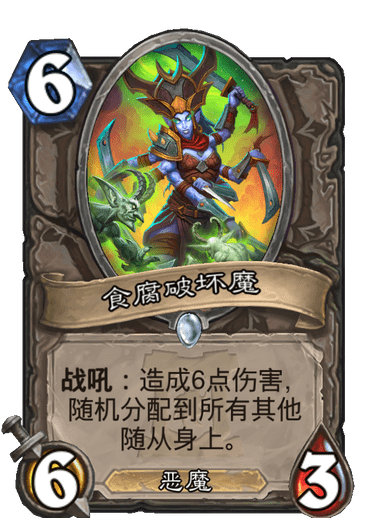 6
食腐破坏魔
战吼：造成6点伤害，
随机分配到所有其他
随从身上。
6
恶魔
3